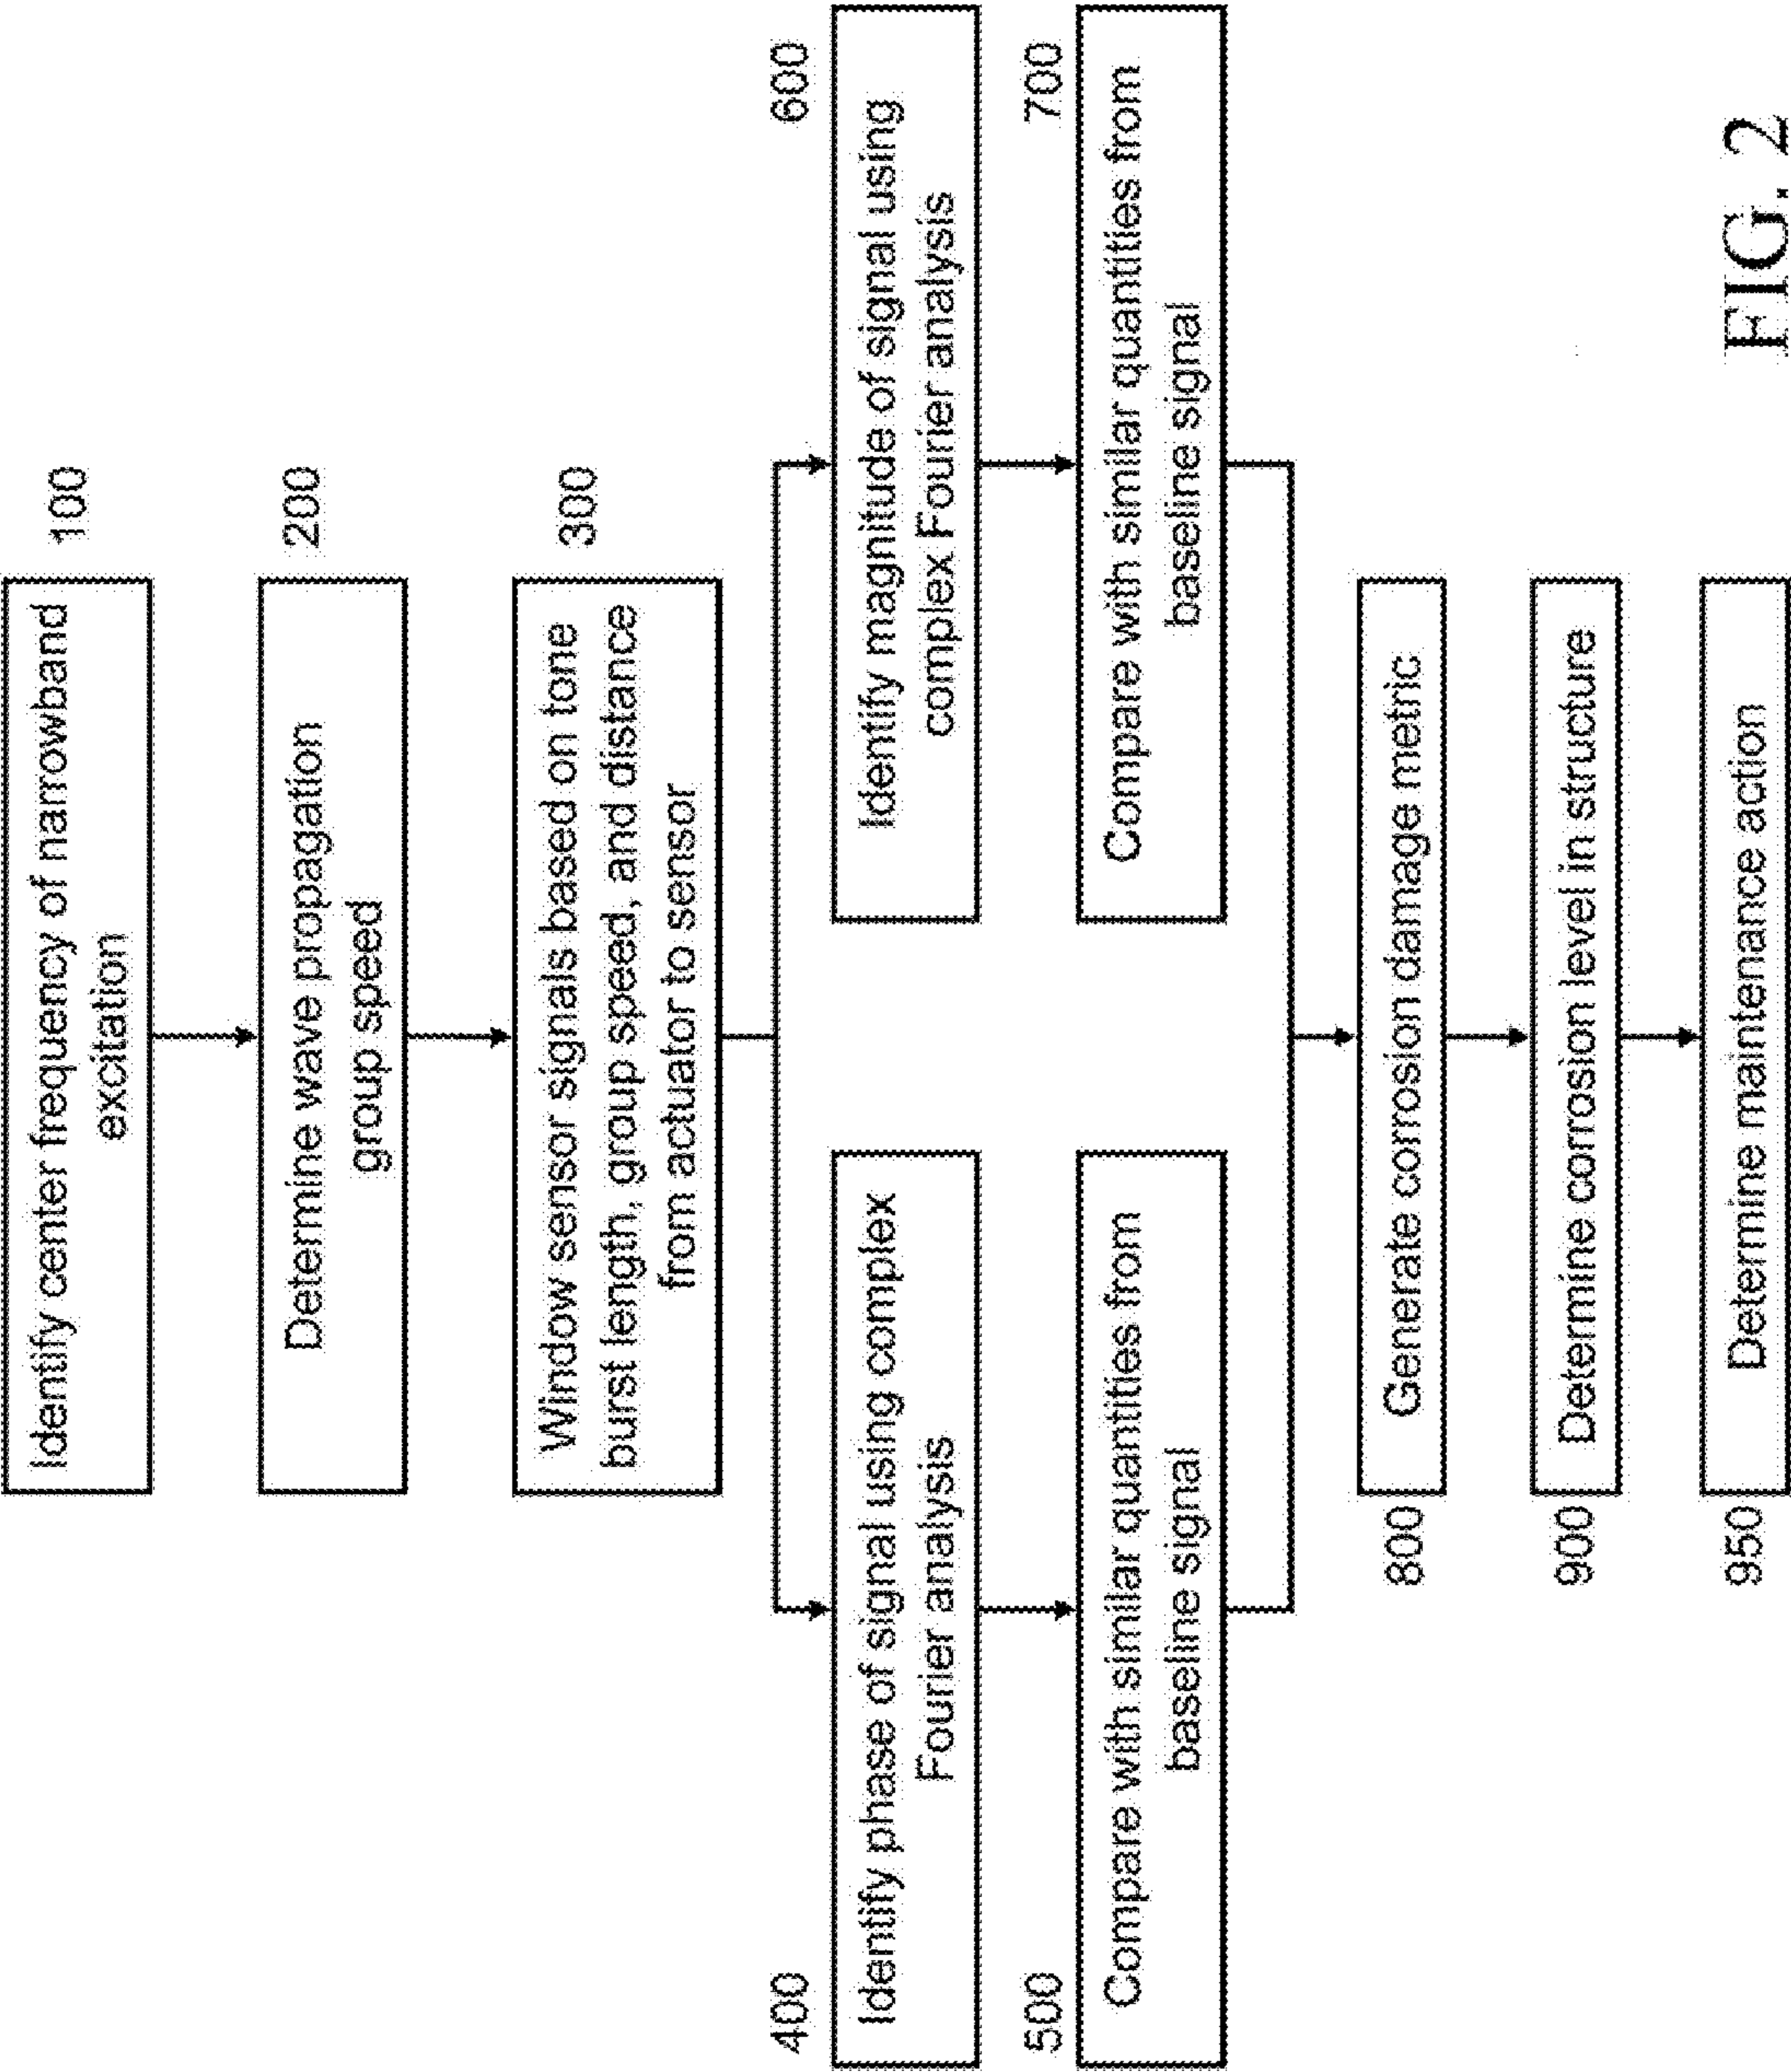 Identify center frequency of narrowband
excitation
100
Determine wave propagation
group speed
200
Window sensor signals based on tone
burst length, group speed, and distance
from actuator to sensor
300
400
Identify phase of signal using complex
Fourier analysis
600
Identify magnitude of signal using
complex Fourier analysis
500
Compare with similar quantities from
baseline signal
700
Compare with similar quantities from
baseline signal
800
Generate corrosion damage metric
900
Determine corrosion level in structure
950
Determine maintenance action
FIG. 2